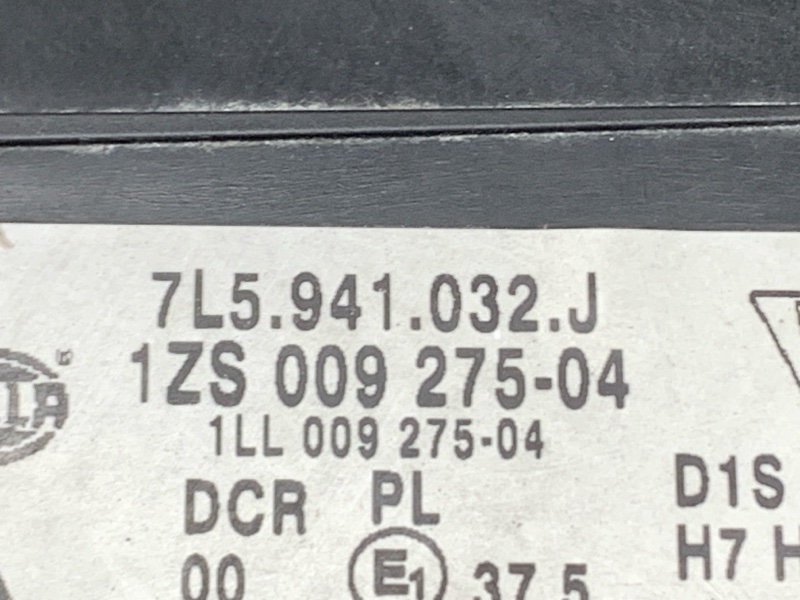 7L5.941.032.J
1ZS 009 275-04
1LL 009 275-04
DCR PL
D1S
H7
00 E1 37.5